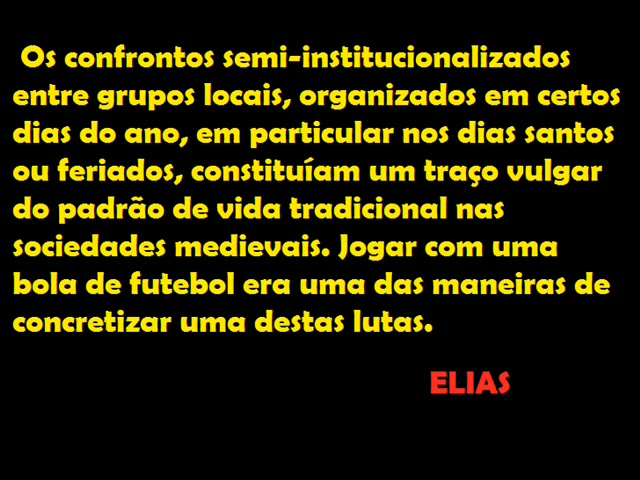 Os confrontos semi-institucionalizados
entre grupos locais, organizados em certos
dias do ano, em particular nos dias santos
ou feriados, constituíam um traço vulgar
do padrão de vida tradicional nas
sociedades medievais. Jogar com uma
bola de futebol era uma das maneiras de
concretizar uma destas lutas.
ELIAS